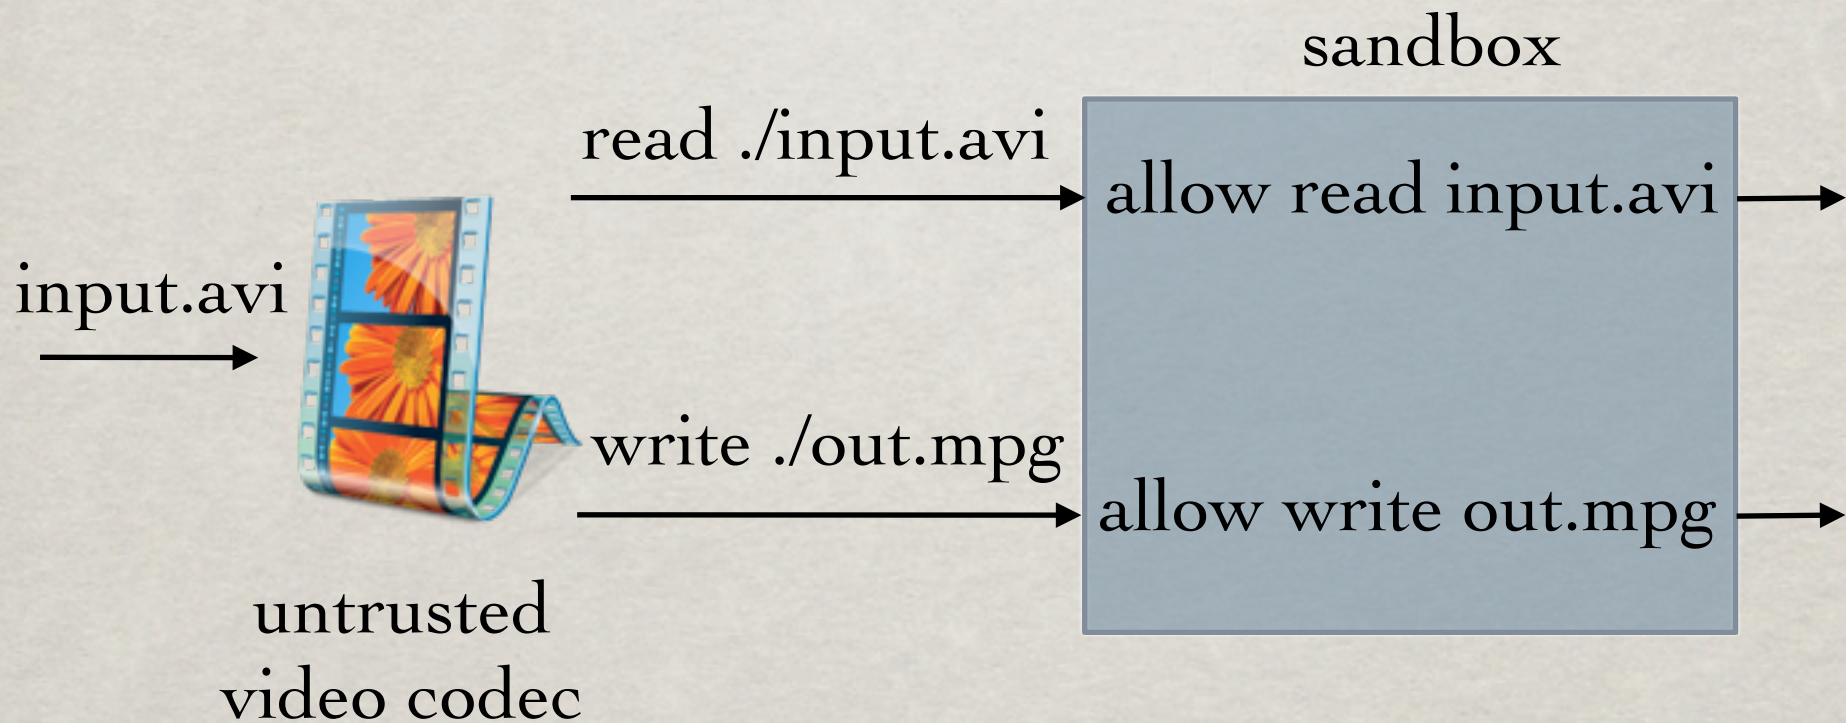 sandbox
read ./input.avi
allow read input.avi
input.avi
write ./out.mpg
allow write out.mpg
untrusted
video codec